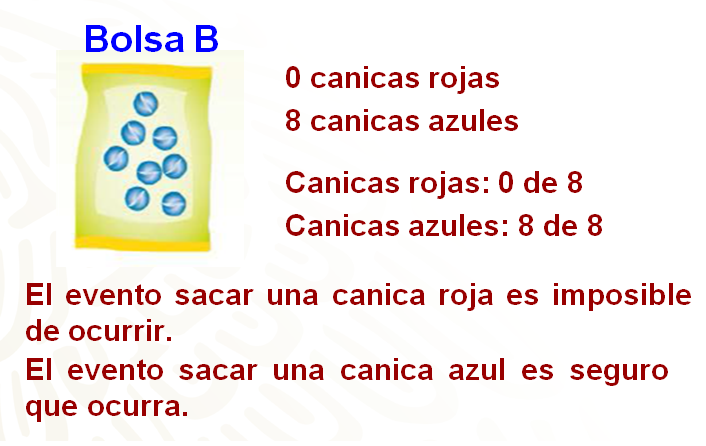 Bolsa B
0 canicas rojas
8 canicas azules
Canicas rojas: 0 de 8
Canicas azules: 8 de 8
El evento sacar una canica roja es imposible
de ocurrir.
El evento sacar una canica azul es seguro
que ocurra.